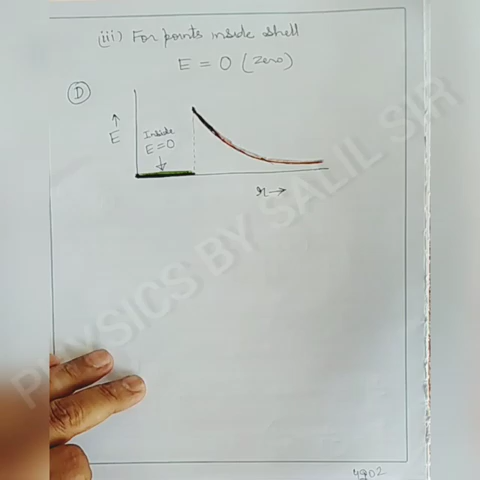 (iii) For points inside shell
E = 0 (Zero)
D
↑
E
Inside
E=0
r→
PHYSICS BY SALIL SIR